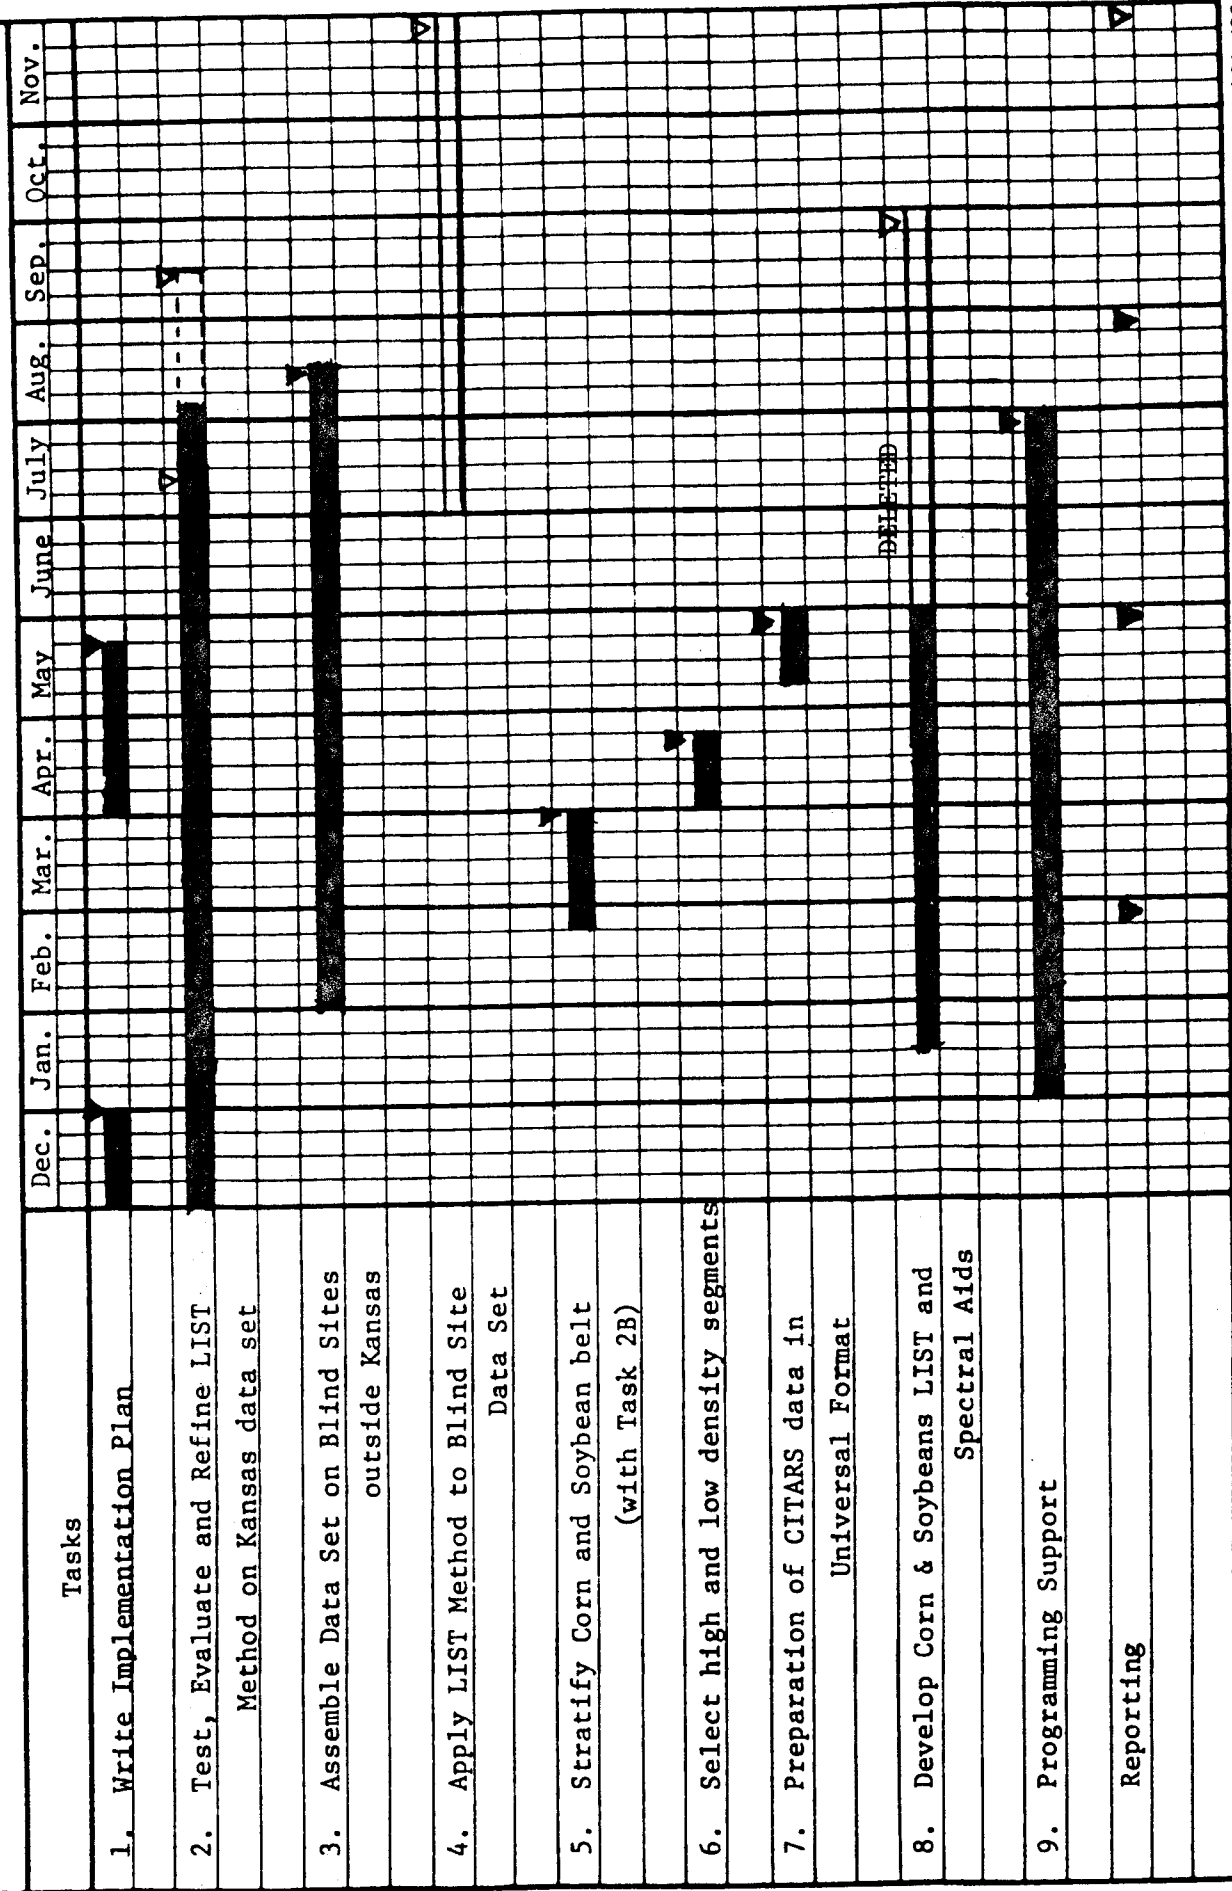 Tasks
Dec. Jan. Feb. Mar. Apr. May June July Aug. Sep. Oct. Nov.
1. Write Implementation Plan
2. Test, Evaluate and Refine LIST
Method on Kansas data set
3. Assemble Data Set on Blind Sites
outside Kansas
4. Apply LIST Method to Blind Site
Data Set
5. Stratify Corn and Soybean belt
(with Task 2B)
6. Select high and low density segments
7. Preparation of CITARS data in
Universal Format
8. Develop Corn & Soybeans LIST and
Spectral Aids
DELETED
9. Programming Support
Reporting